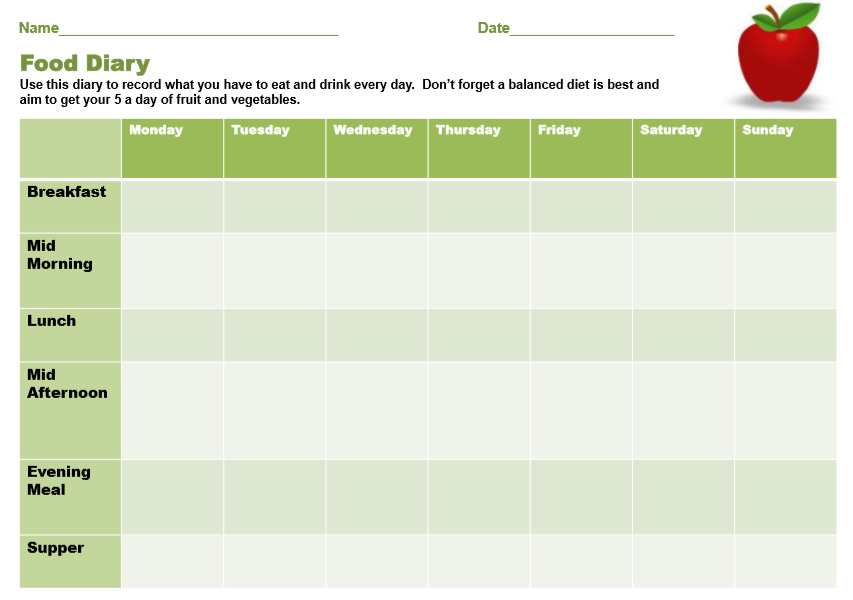 Name___________________________________ Date____________________
Food Diary
Use this diary to record what you have to eat and drink every day.  Don’t forget a balanced diet is best and
aim to get your 5 a day of fruit and vegetables.
Monday Tuesday Wednesday Thursday Friday Saturday Sunday
Breakfast
Mid
Morning
Lunch
Mid
Afternoon
Evening
Meal
Supper